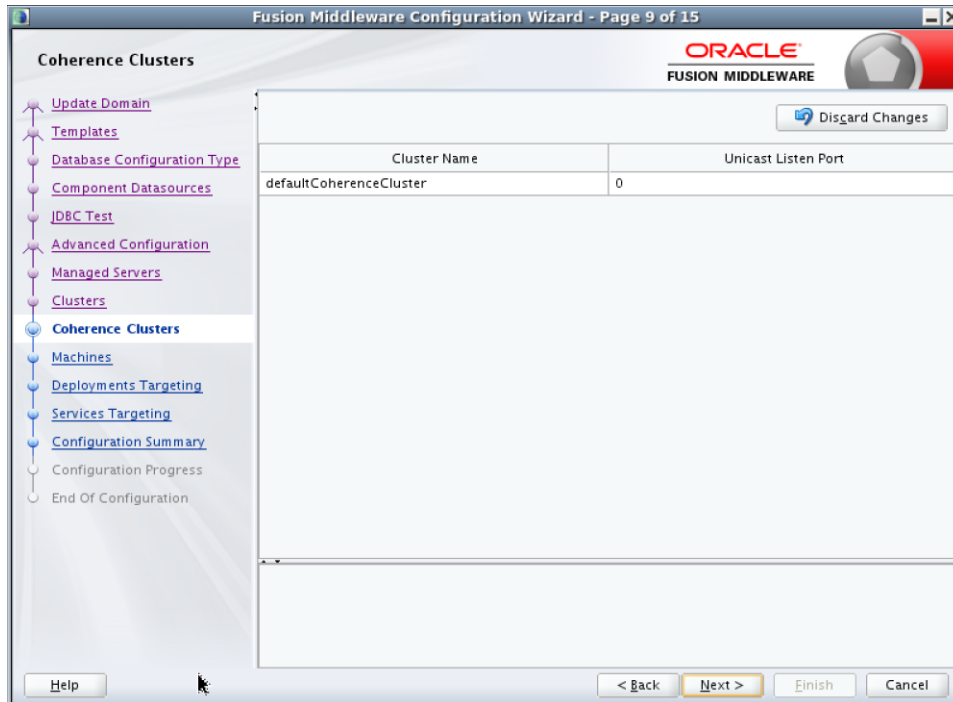 Fusion Middleware Configuration Wizard - Page 9 of 15
Coherence Clusters
ORACLE
FUSION MIDDLEWARE
Update Domain
Templates
Database Configuration Type
Component Datasources
JDBC Test
Advanced Configuration
Managed Servers
Clusters
Coherence Clusters
Machines
Deployments Targeting
Services Targeting
Configuration Summary
Configuration Progress
End Of Configuration
Discard Changes
Cluster Name Unicast Listen Port
defaultCoherenceCluster 0
Help < Back Next > Finish Cancel